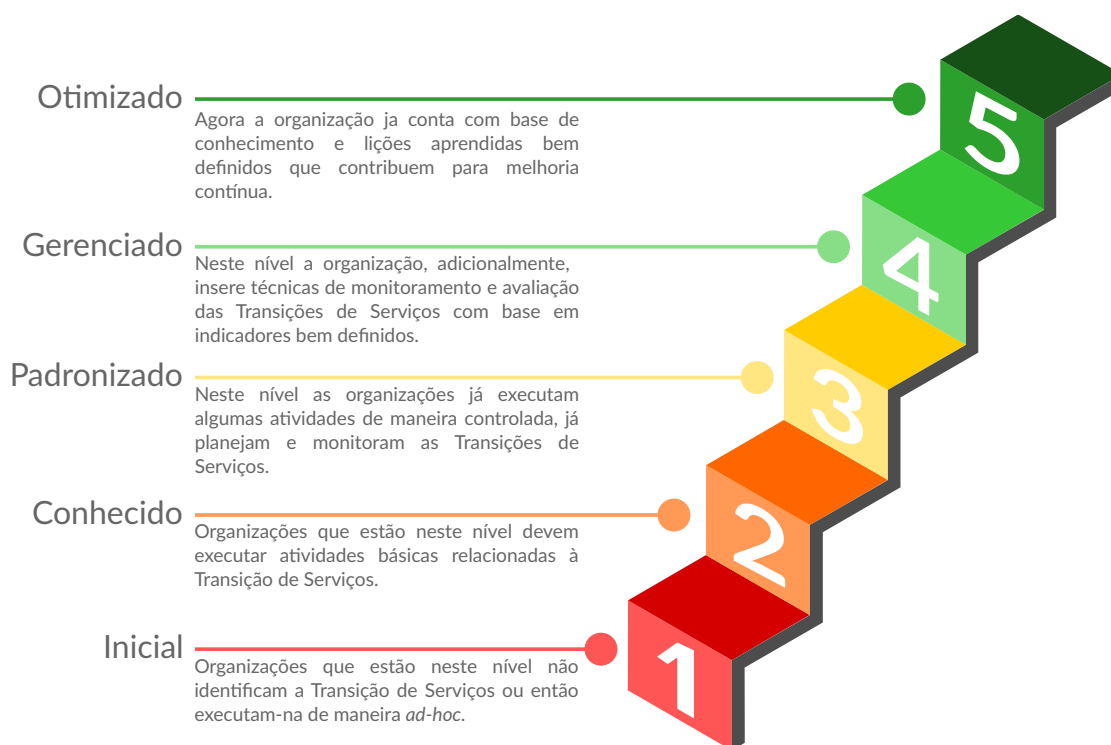 Otimizado
Agora a organização ja conta com base de
conhecimento e lições aprendidas bem
definidos que contribuem para melhoria
contínua.
5
Gerenciado
Neste nível a organização, adicionalmente,
insere técnicas de monitoramento e avaliação
das Transições de Serviços com base em
indicadores bem definidos.
4
Padronizado
Neste nível as organizações já executam
algumas atividades de maneira controlada, já
planejam e monitoram as Transições de
Serviços.
3
Conhecido
Organizações que estão neste nível devem
executar atividades básicas relacionadas à
Transição de Serviços.
2
Inicial
Organizações que estão neste nível não
identificam a Transição de Serviços ou então
executam-na de maneira ad-hoc.
1